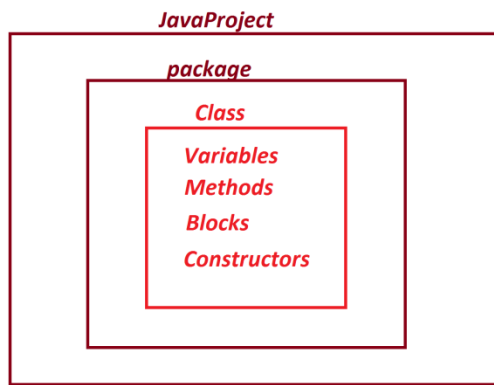 JavaProject
package
Class
Variables
Methods
Blocks
Constructors